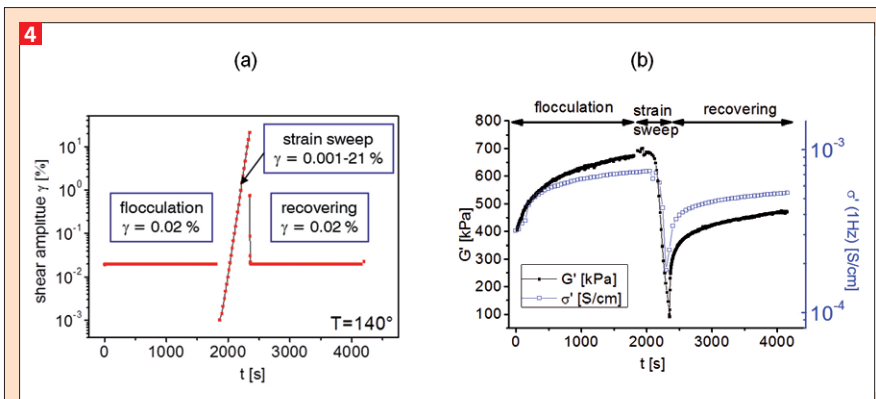 4
(a)
(b)
shear amplitue γ [%]
10¹
10⁰
10⁻¹
10⁻²
10⁻³
strain sweep
γ = 0.001-21 %
flocculation
γ = 0.02 %
recovering
γ = 0.02 %
T=140°
0 1000 2000 3000 4000
t [s]
flocculation
strain
sweep
recovering
G' [kPa]
800
700
600
500
400
300
200
100
G' [kPa]
σ' [S/cm]
10⁻³
10⁻⁴
σ' (1Hz) [S/cm]
0 1000 2000 3000 4000
t [s]